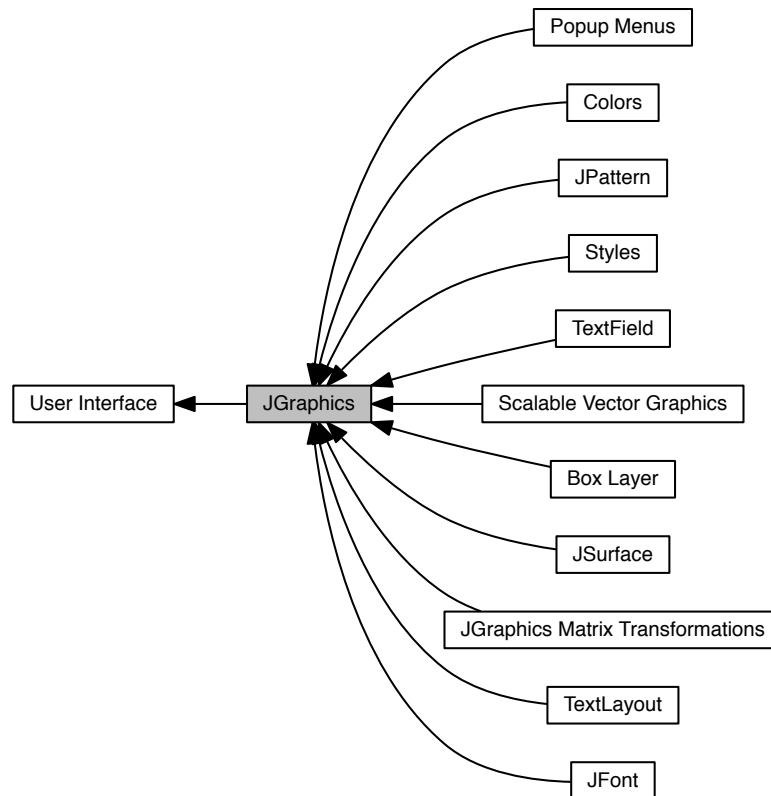 Popup Menus
Colors
JPattern
Styles
TextField
User Interface
JGraphics
Scalable Vector Graphics
Box Layer
JSurface
JGraphics Matrix Transformations
TextLayout
JFont